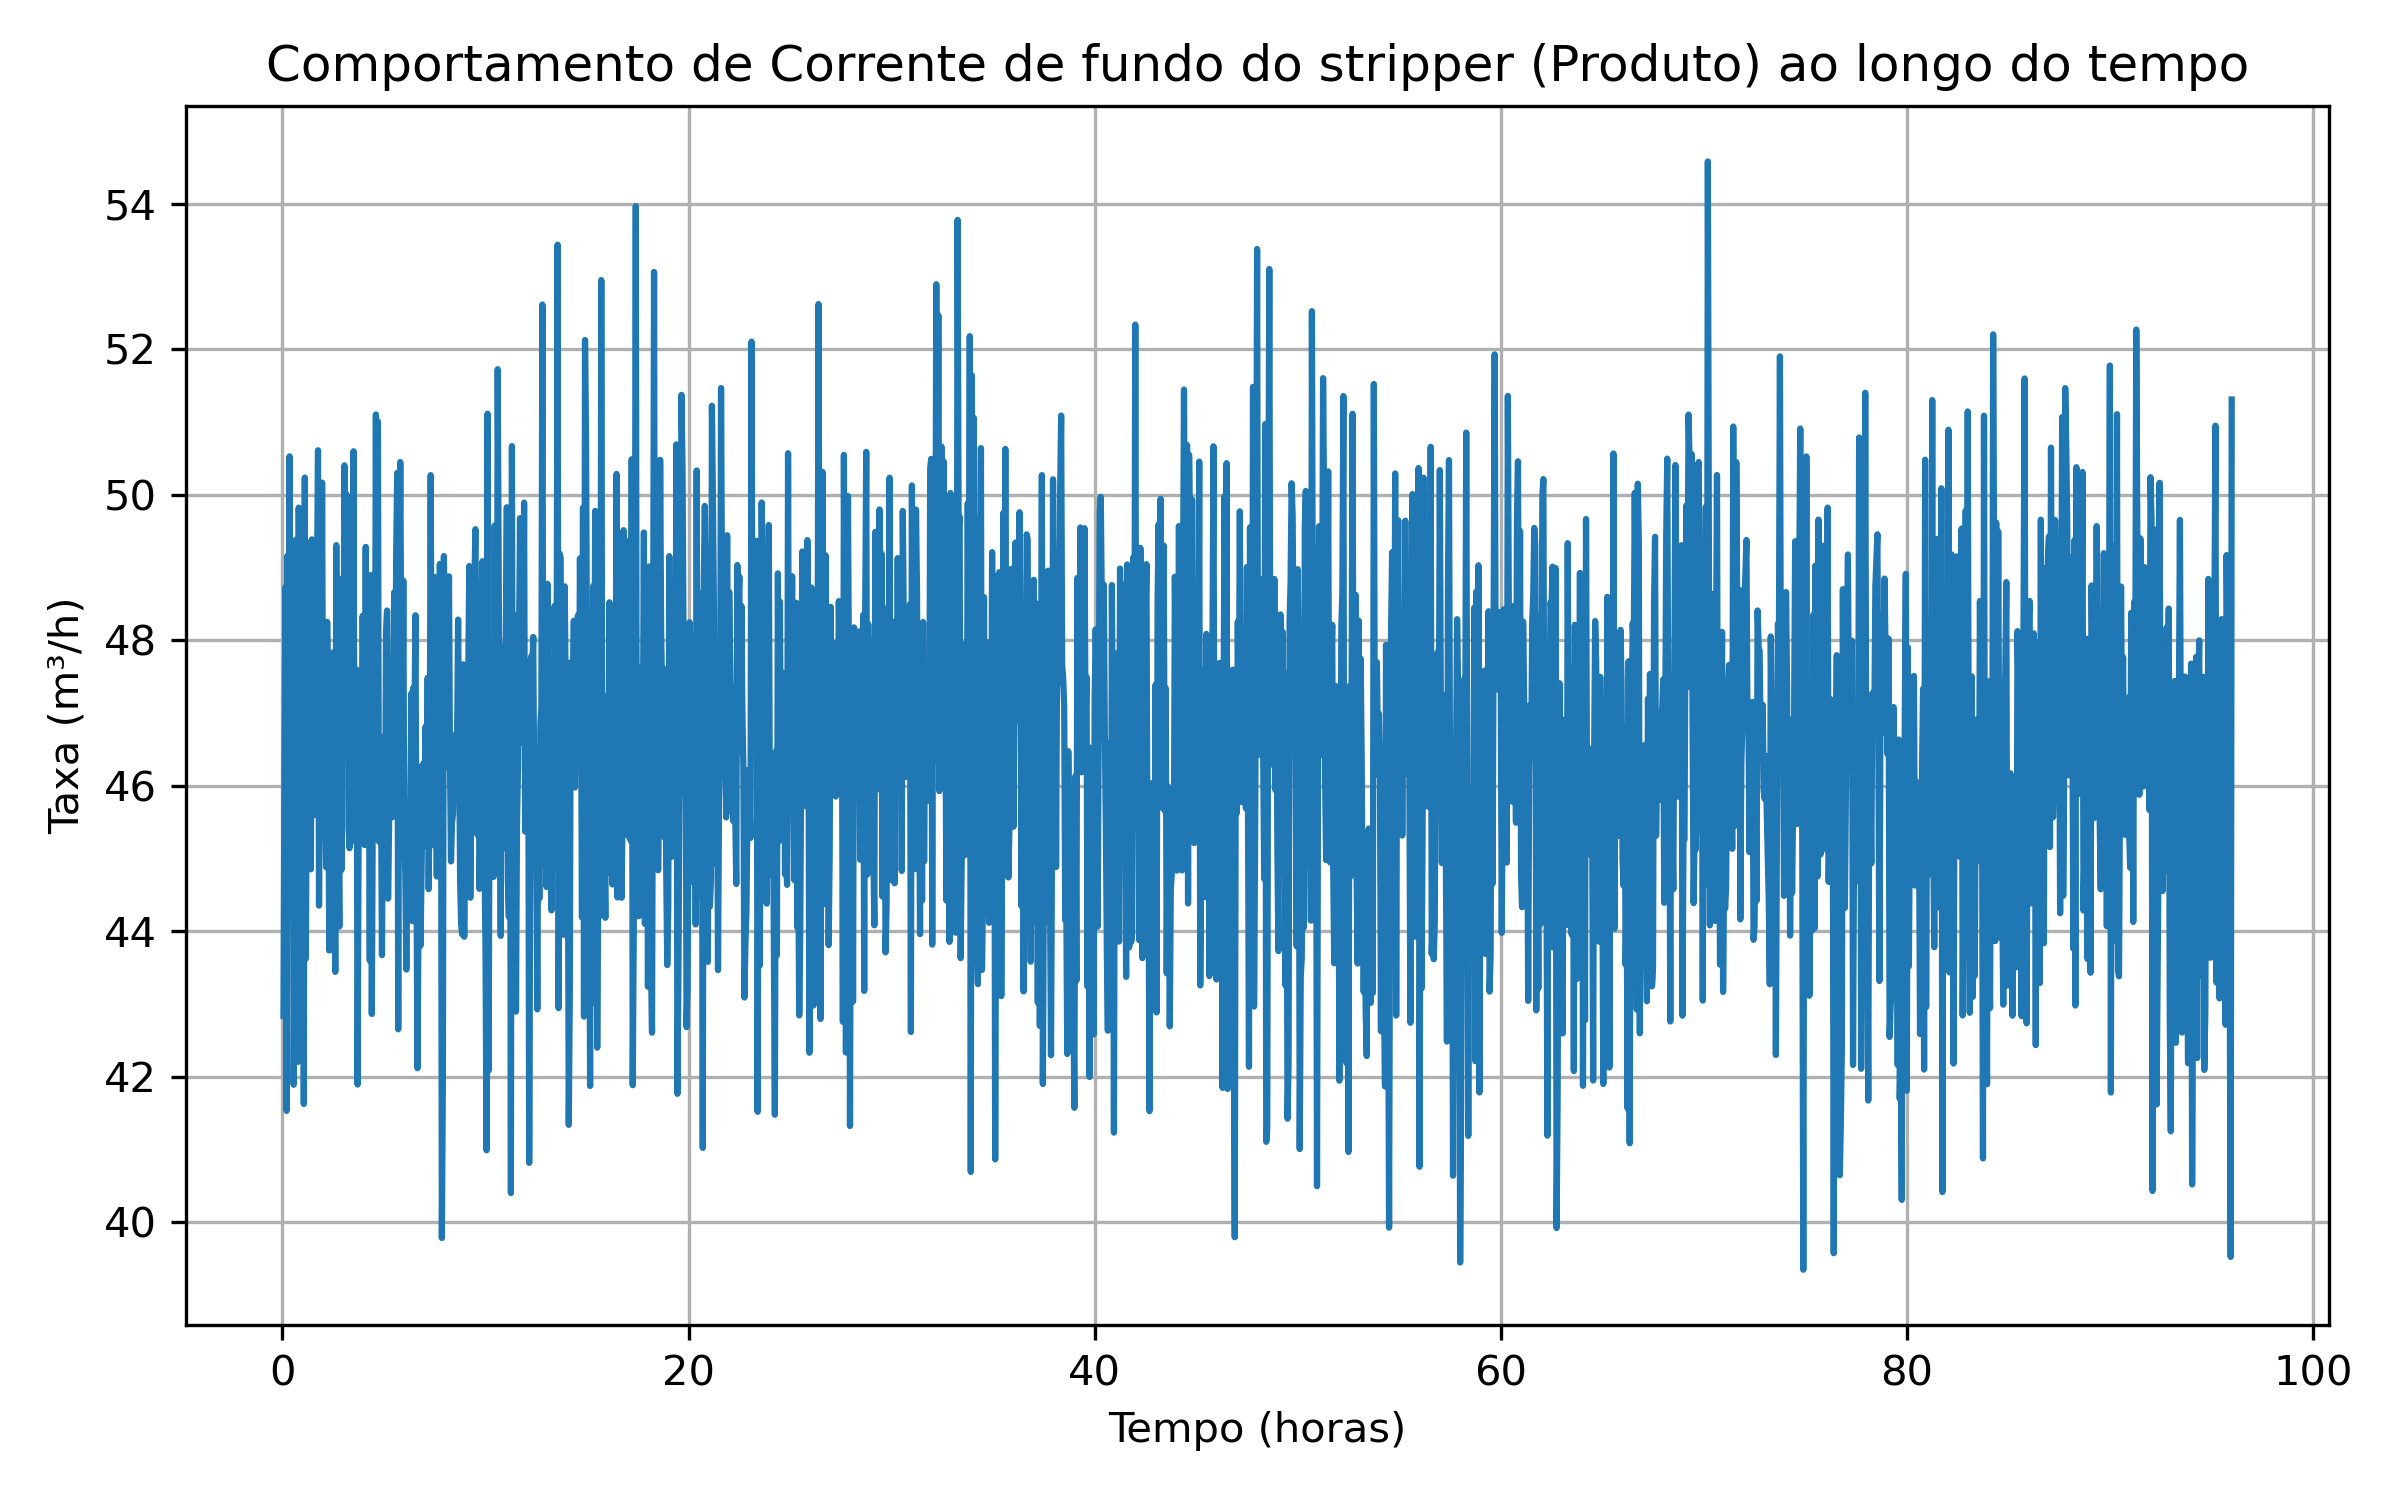 Comportamento de Corrente de fundo do stripper (Produto) ao longo do tempo
Taxa (m³/h)
54
52
50
48
46
44
42
40
0 20 40 60 80 100
Tempo (horas)